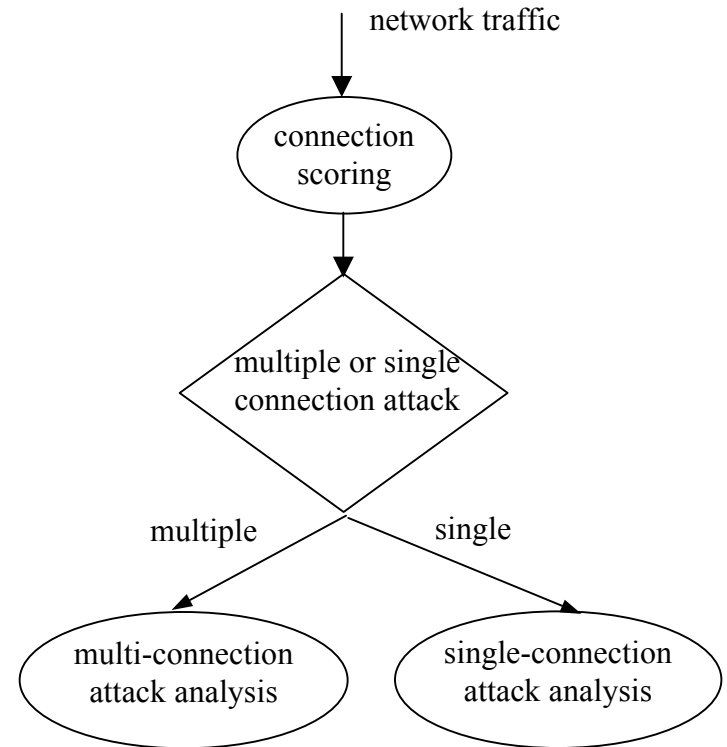 network traffic
connection
scoring
multiple or single
connection attack
multiple
single
multi-connection
attack analysis
single-connection
attack analysis